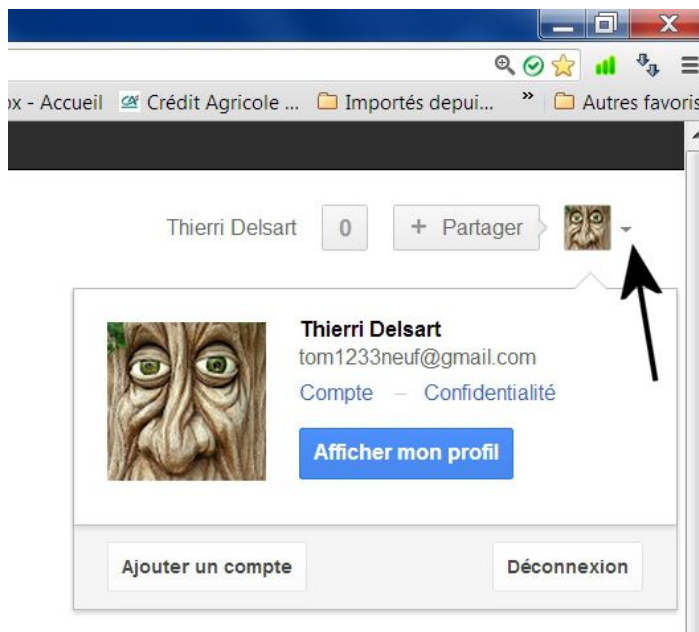 ox - Accueil Crédit Agricole ... Importés depui... » Autres favoris
Thierri Delsart 0 + Partager
Thierri Delsart
tom1233neuf@gmail.com
Compte – Confidentialité
Afficher mon profil
Ajouter un compte Déconnexion